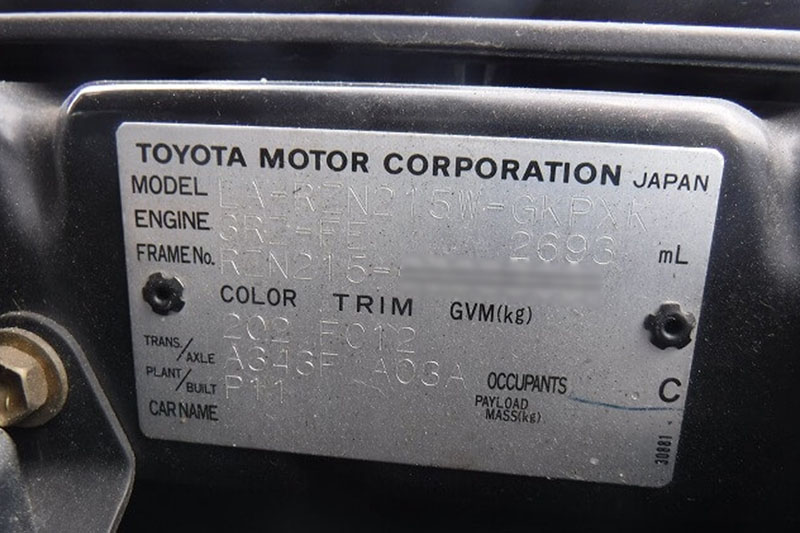 TOYOTA MOTOR CORPORATION JAPAN
MODEL LA-RZN215W-GKPXK
ENGINE 3RZ-FE 2693 mL
FRAME No. RZN215-
COLOR TRIM GVM(kg)
202 FC12
TRANS/AXLE A343F A03A
PLANT/BUILT P11
OCCUPANTS C
PAYLOAD MASS(kg)
CAR NAME
30881